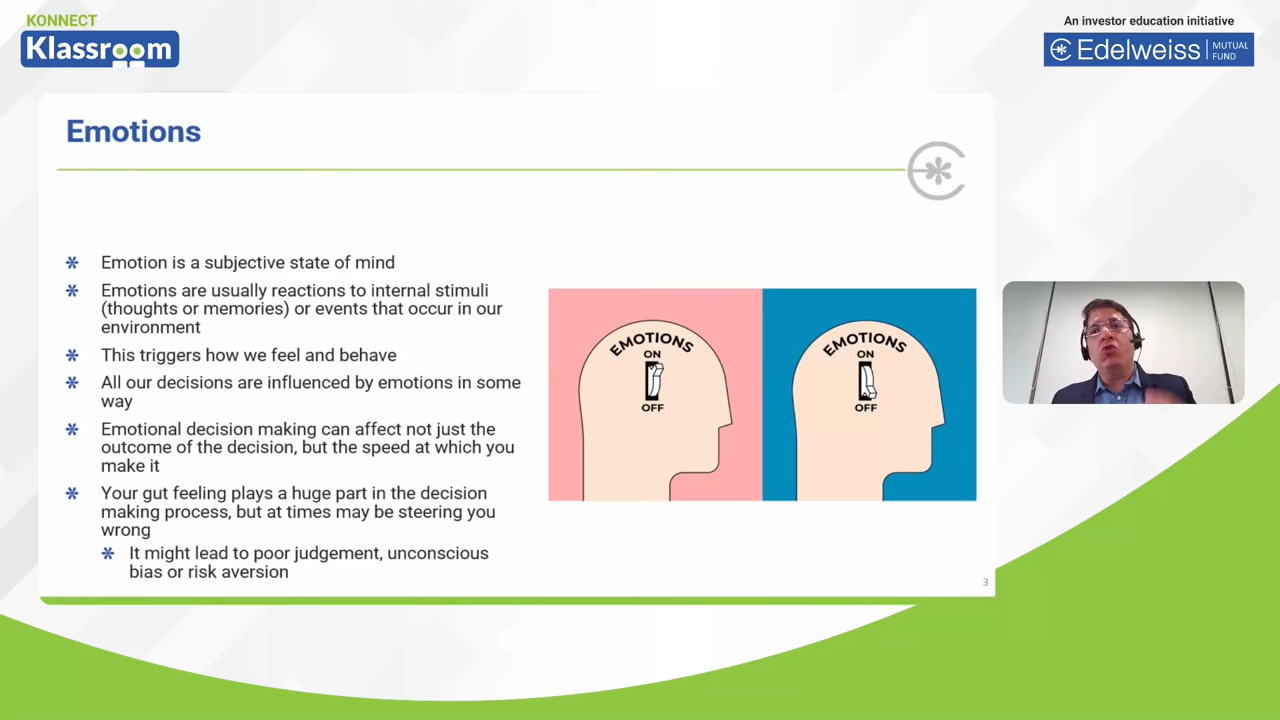 KONNECT
Klassroom
An investor education initiative
Edelweiss MUTUAL FUND
Emotions
Emotion is a subjective state of mind
Emotions are usually reactions to internal stimuli
(thoughts or memories) or events that occur in our
environment
This triggers how we feel and behave
All our decisions are influenced by emotions in some
way
Emotional decision making can affect not just the
outcome of the decision, but the speed at which you
make it
Your gut feeling plays a huge part in the decision
making process, but at times may be steering you
wrong
It might lead to poor judgement, unconscious
bias or risk aversion
EMOTIONS
ON
OFF
EMOTIONS
ON
OFF
3